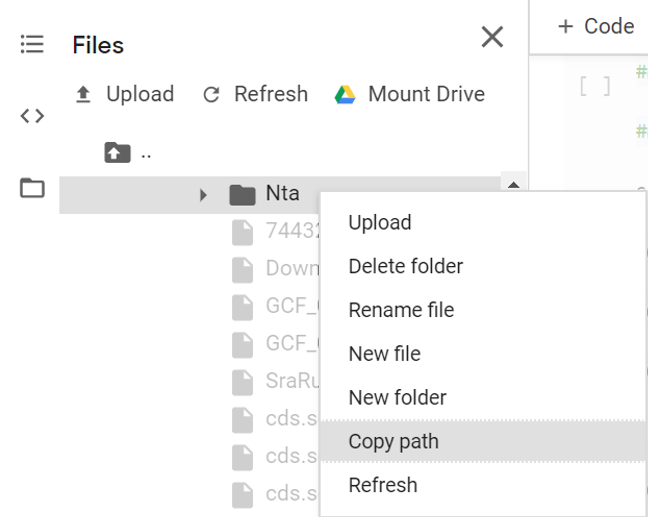 Files
+ Code
Upload Refresh Mount Drive
[ ] #
..
#
Nta
Upload
Delete folder
Rename file
New file
New folder
Copy path
Refresh
7443
Down
GCF_
GCF_
SraRu
cds.s
cds.s
cds.s